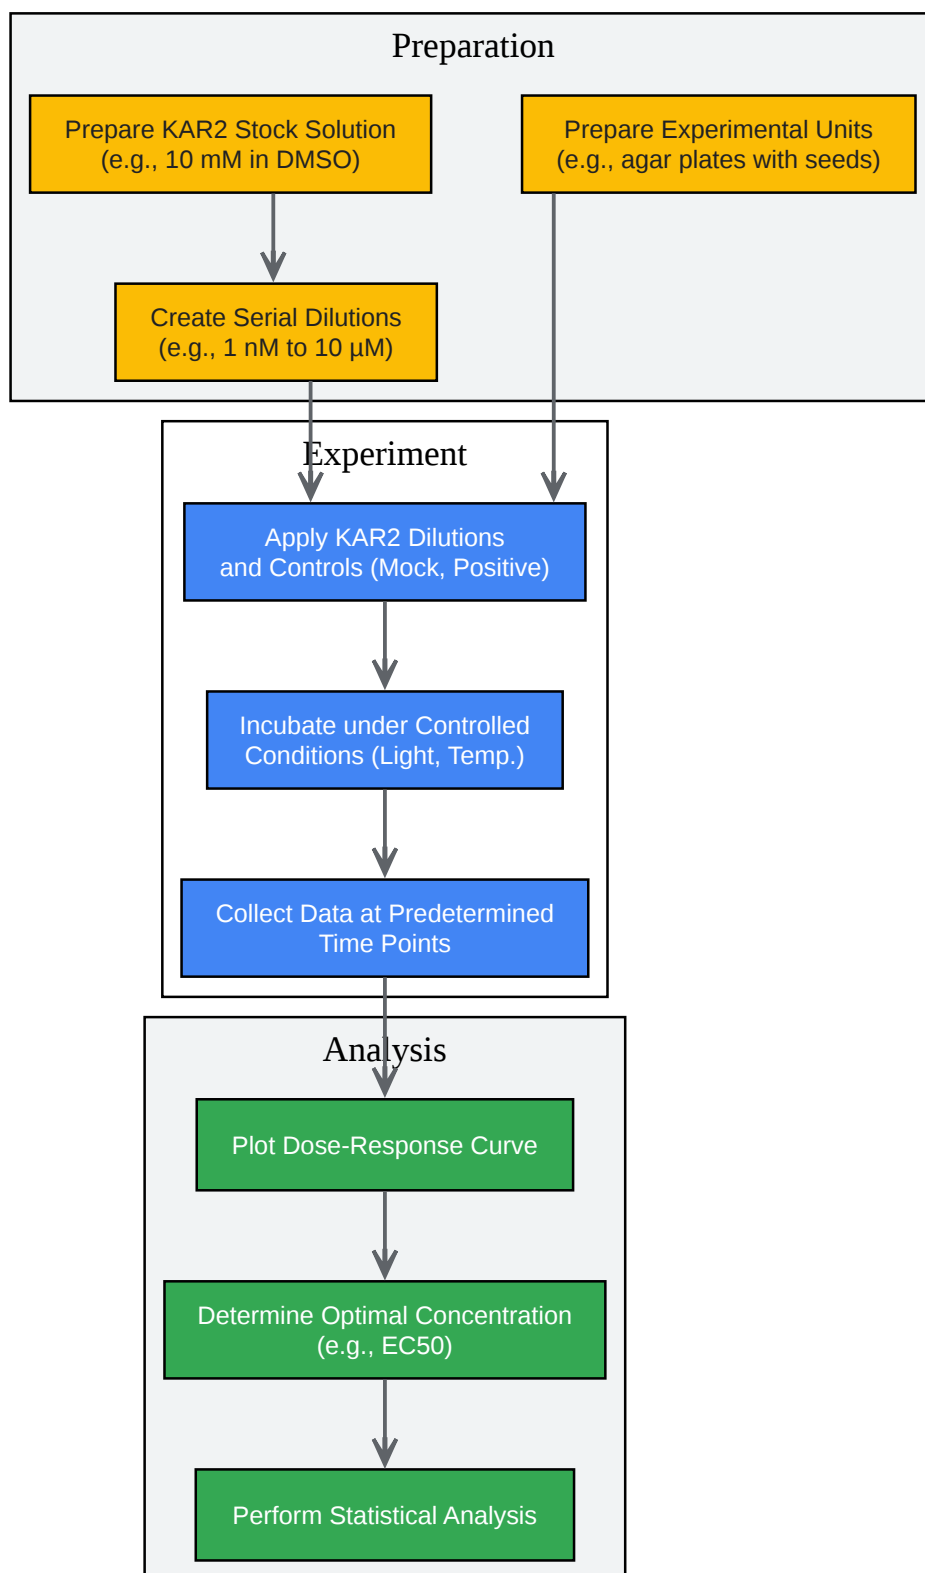 Preparation
Prepare KAR2 Stock Solution
(e.g., 10 mM in DMSO)
Prepare Experimental Units
(e.g., agar plates with seeds)
Create Serial Dilutions
(e.g., 1 nM to 10 µM)
Experiment
Apply KAR2 Dilutions
and Controls (Mock, Positive)
Incubate under Controlled
Conditions (Light, Temp.)
Collect Data at Predetermined
Time Points
Analysis
Plot Dose-Response Curve
Determine Optimal Concentration
(e.g., EC50)
Perform Statistical Analysis